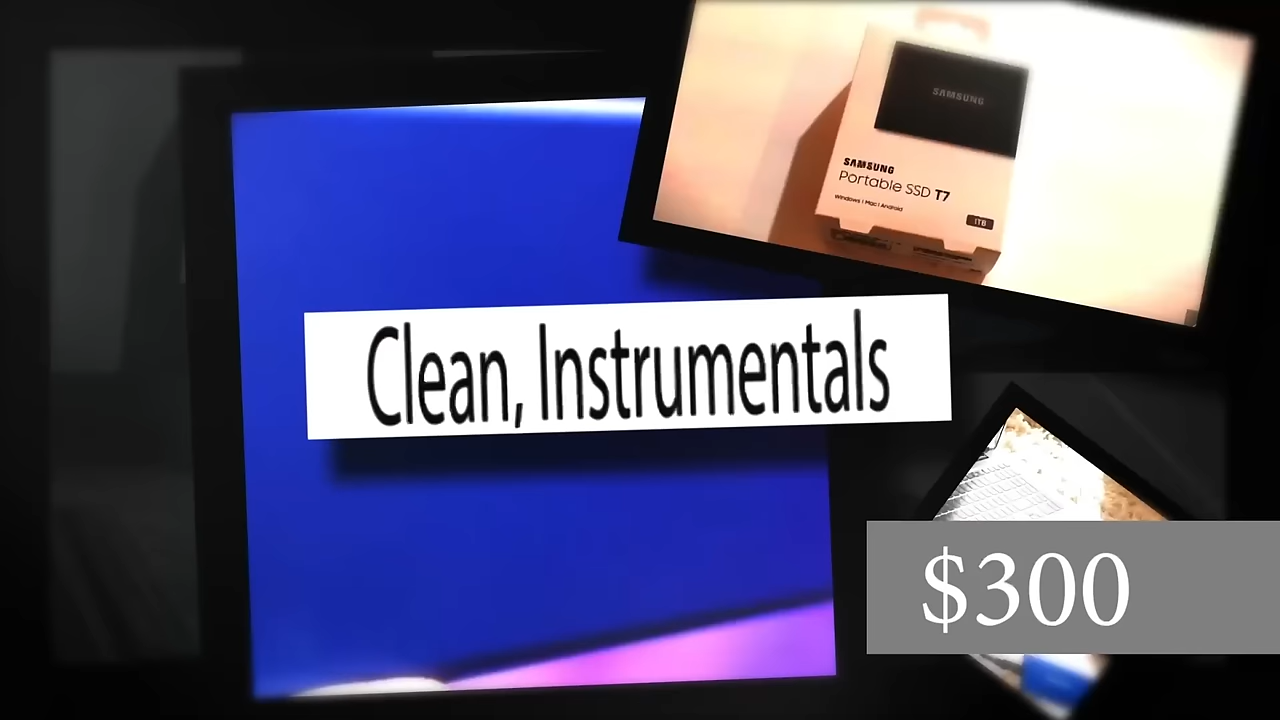 SAMSUNG
SAMSUNG
Portable SSD T7
Windows | Mac | Android
1TB
Clean, Instrumentals
$300